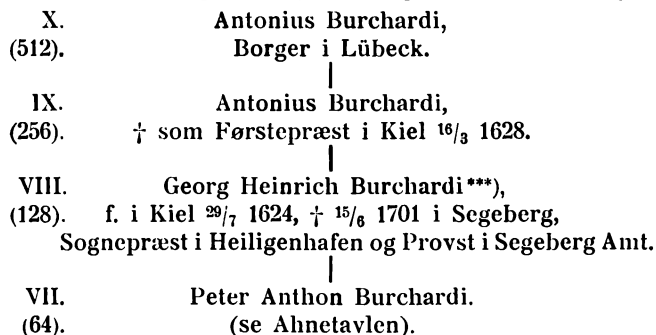 X. Antonius Burchardi,
(512). Borger i Lübeck.
IX. Antonius Burchardi,
(256). † som Førstepræst i Kiel 16/3 1628.
VIII. Georg Heinrich Burchardi***),
(128). f. i Kiel 29/7 1624, † 15/6 1701 i Segeberg,
Sognepræst i Heiligenhafen og Provst i Segeberg Amt.
VII. Peter Anthon Burchardi.
(64). (se Ahnetavlen).